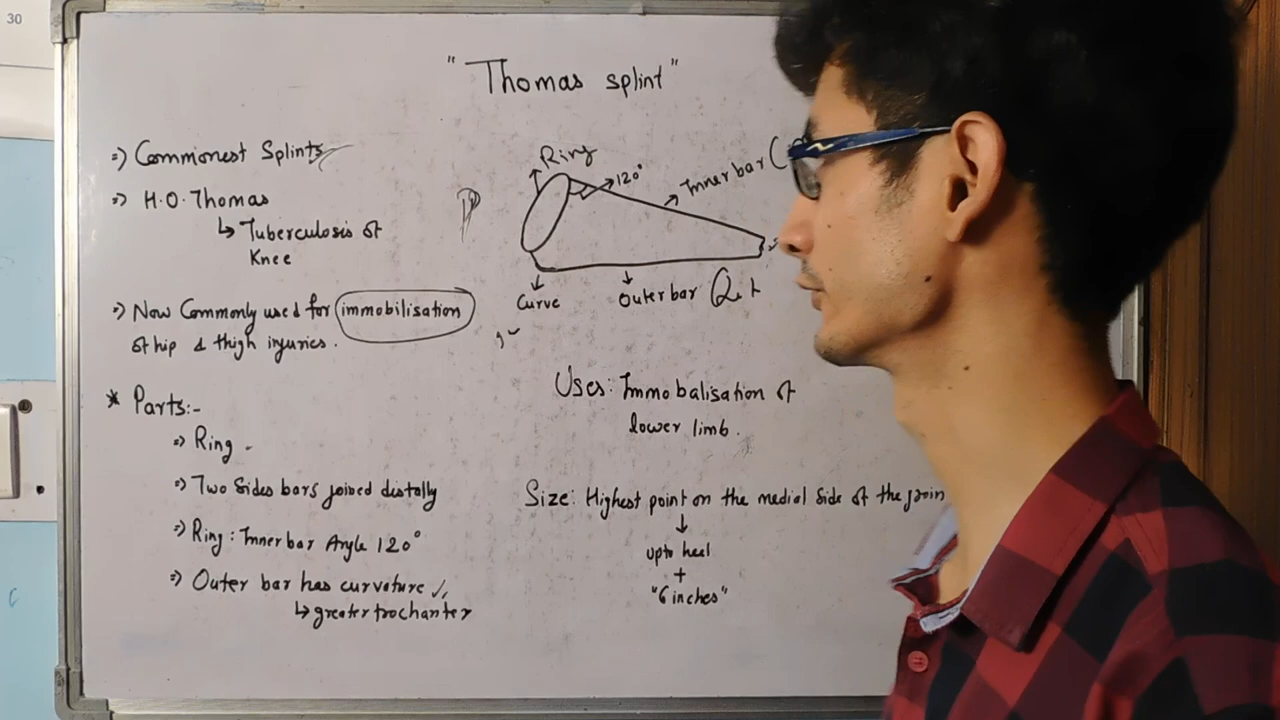 30
"Thomas splint"
=) Commonest Splints
=) H.O.Thomas
↳ Tuberculosis of
Knee
=) Now Commonly used for immobilisation
of hip & thigh injuries.
* Parts:-
=) Ring -
=) Two Sides bars joined distally
=) Ring : Inner bar Angle 120°
=) Outer bar has curvature ✓
↳ greater trochanter
Ring
120°
Inner bar (
Curve
Outer bar
Uses: Immobalisation of
lower limb.
Size: Highest point on the medial side of the
↓
upto heel
+
"6 inches"